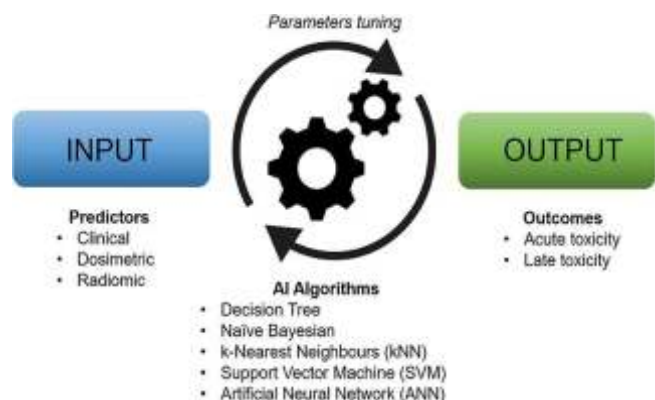 Parameters tuning
INPUT
OUTPUT
Predictors
• Clinical
• Dosimetric
• Radiomic
Outcomes
• Acute toxicity
• Late toxicity
AI Algorithms
• Decision Tree
• Naïve Bayesian
• k-Nearest Neighbours (kNN)
• Support Vector Machine (SVM)
• Artificial Neural Network (ANN)